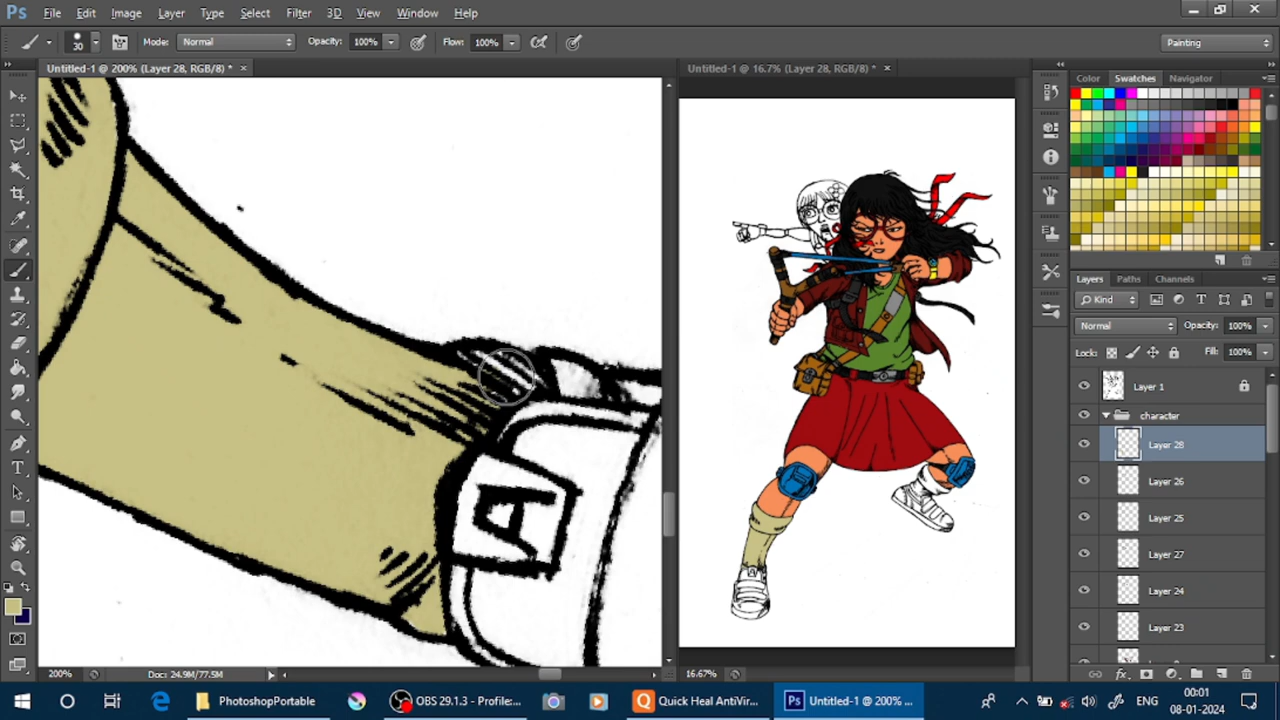 Ps File Edit Image Layer Type Select Filter 3D View Window Help
30 Mode: Normal Opacity: 100% Flow: 100% Painting
Untitled-1 @ 200% (Layer 28, RGB/8) * × Untitled-1 @ 16.7% (Layer 28, RGB/8) * ×
Color Swatches Navigator
Layers Paths Channels
Kind
Normal Opacity: 100%
Locks: Fill: 100%
Layer 1
character
Layer 28
Layer 26
Layer 25
Layer 27
Layer 24
Layer 23
A
200% Doc: 24.9M/77.5M 16.67%
PhotoshopPortable OBS 29.1.3 - Profile:... Quick Heal AntiVir... Ps Untitled-1 @ 200% ... ENG 00:01
08-01-2024